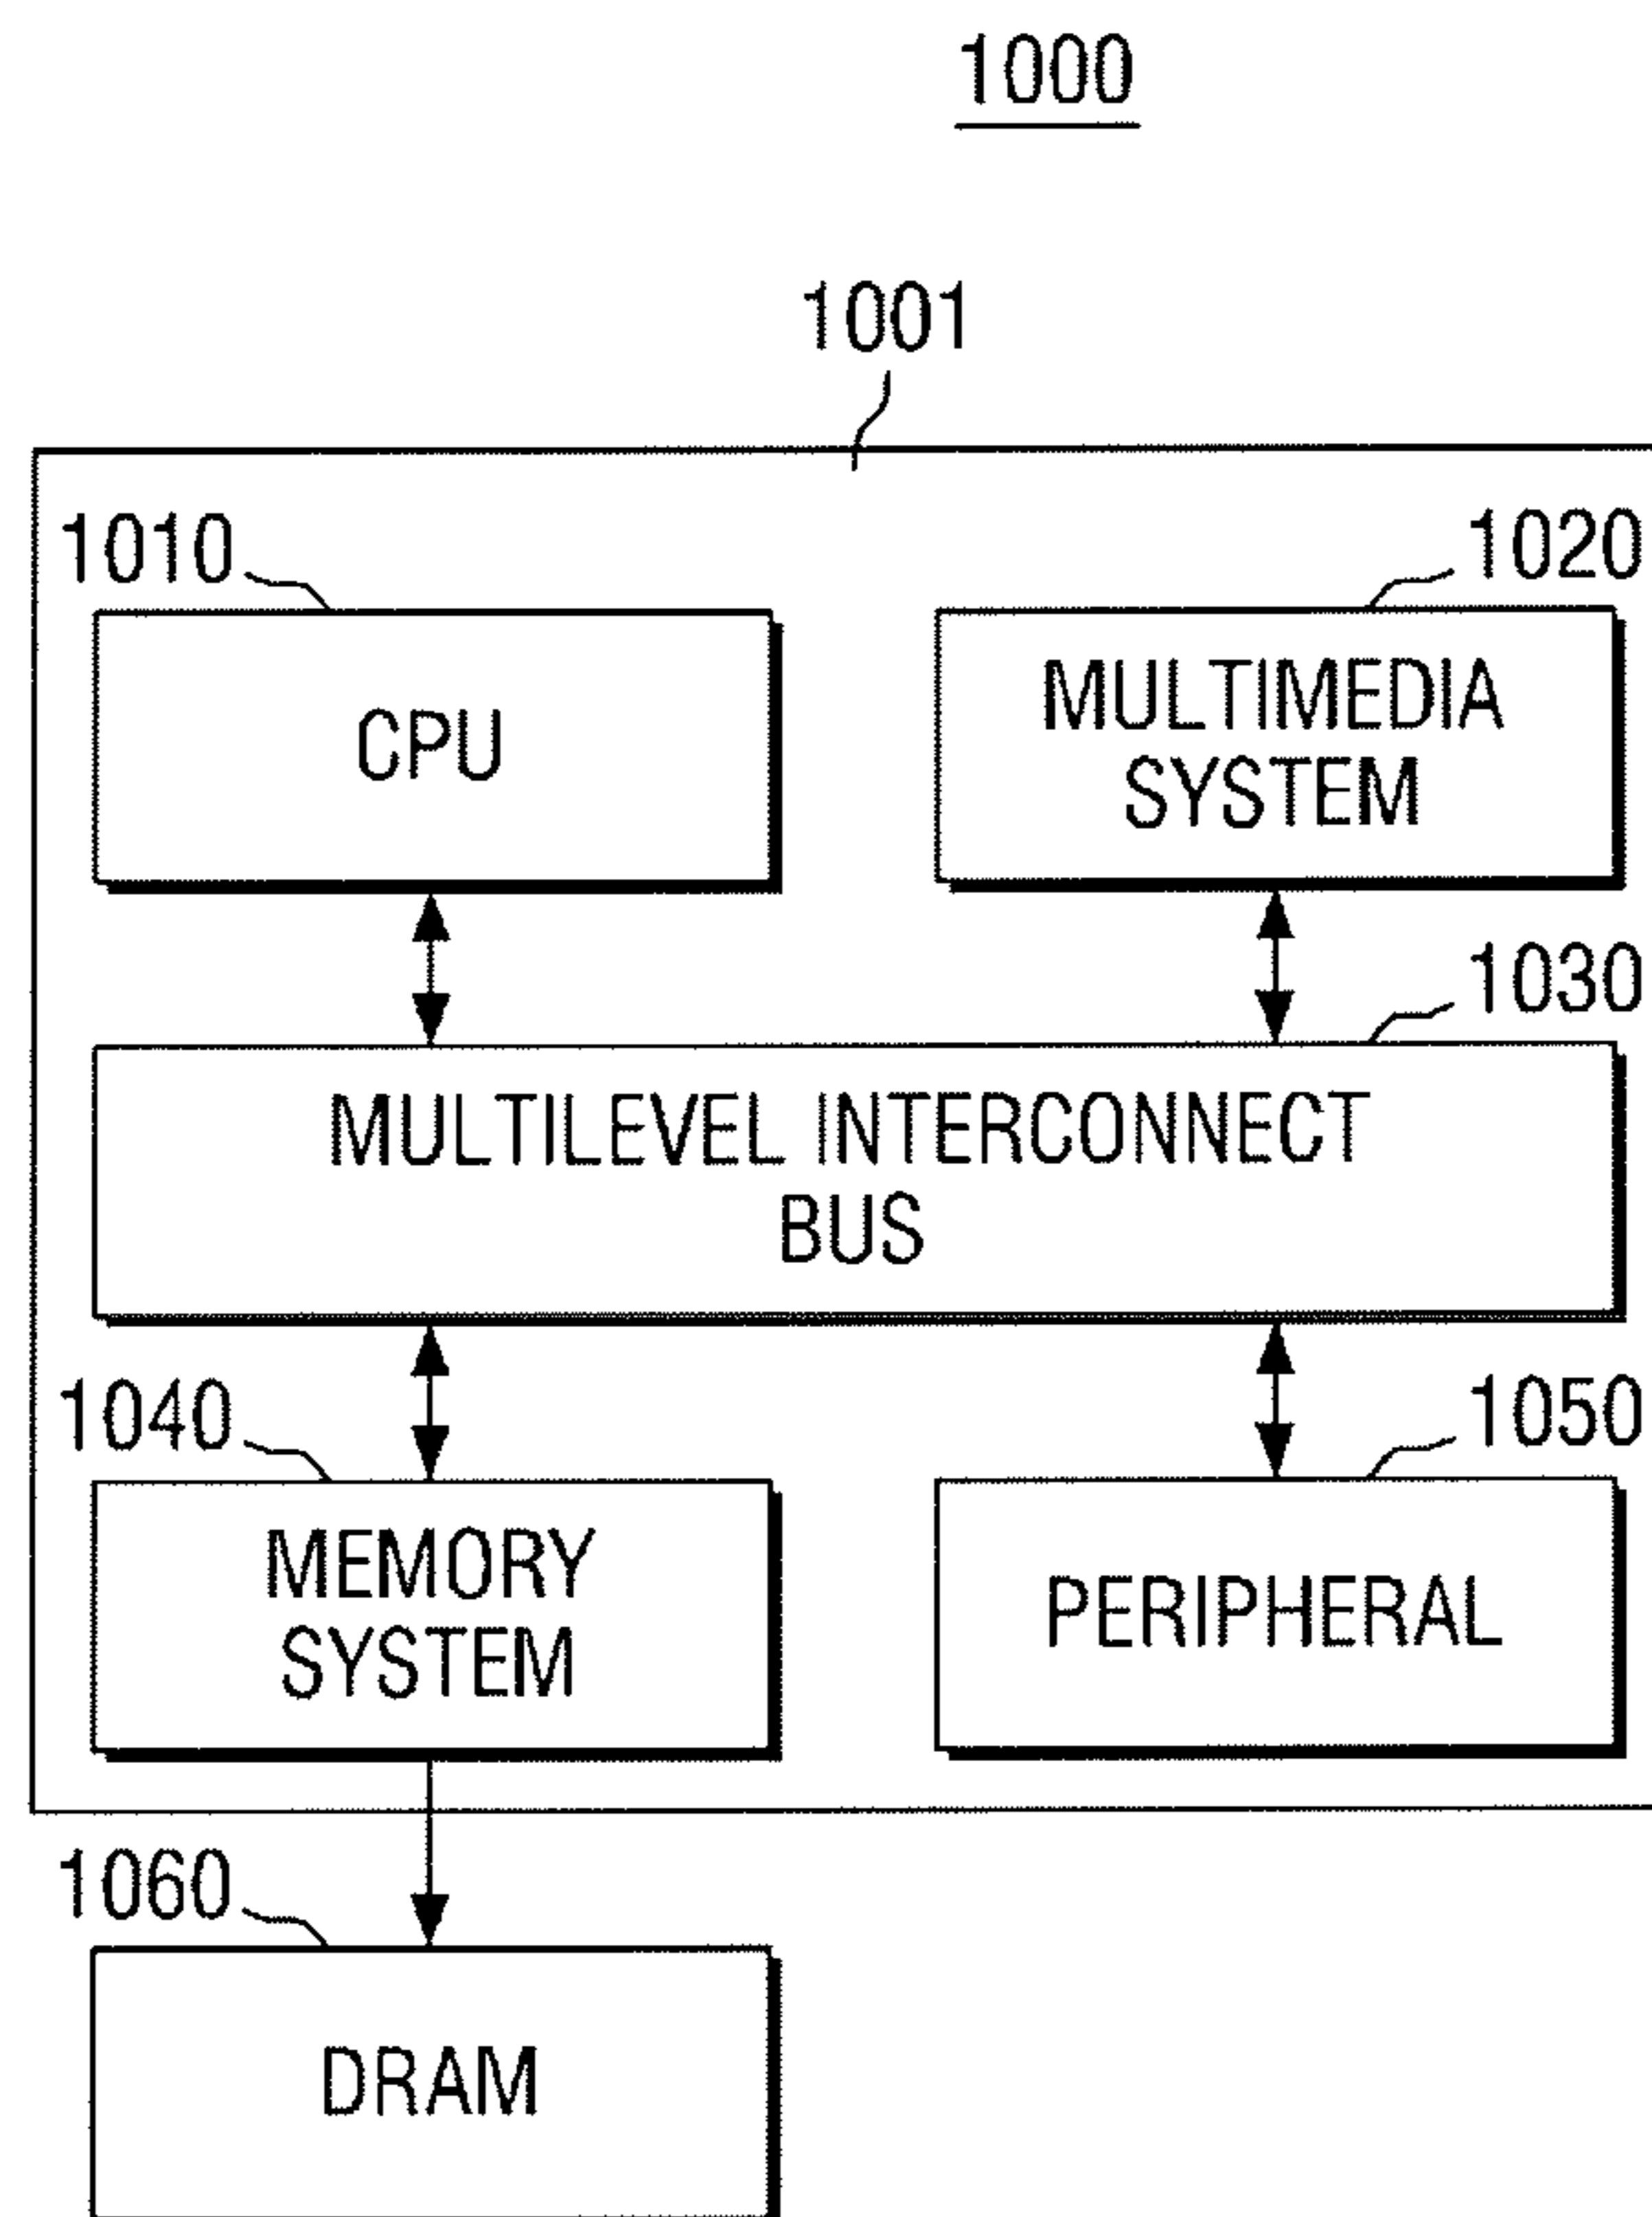 1000
1001
1010
1020
CPU
MULTIMEDIA
SYSTEM
1030
MULTILEVEL INTERCONNECT
BUS
1040
1050
MEMORY
SYSTEM
PERIPHERAL
1060
DRAM